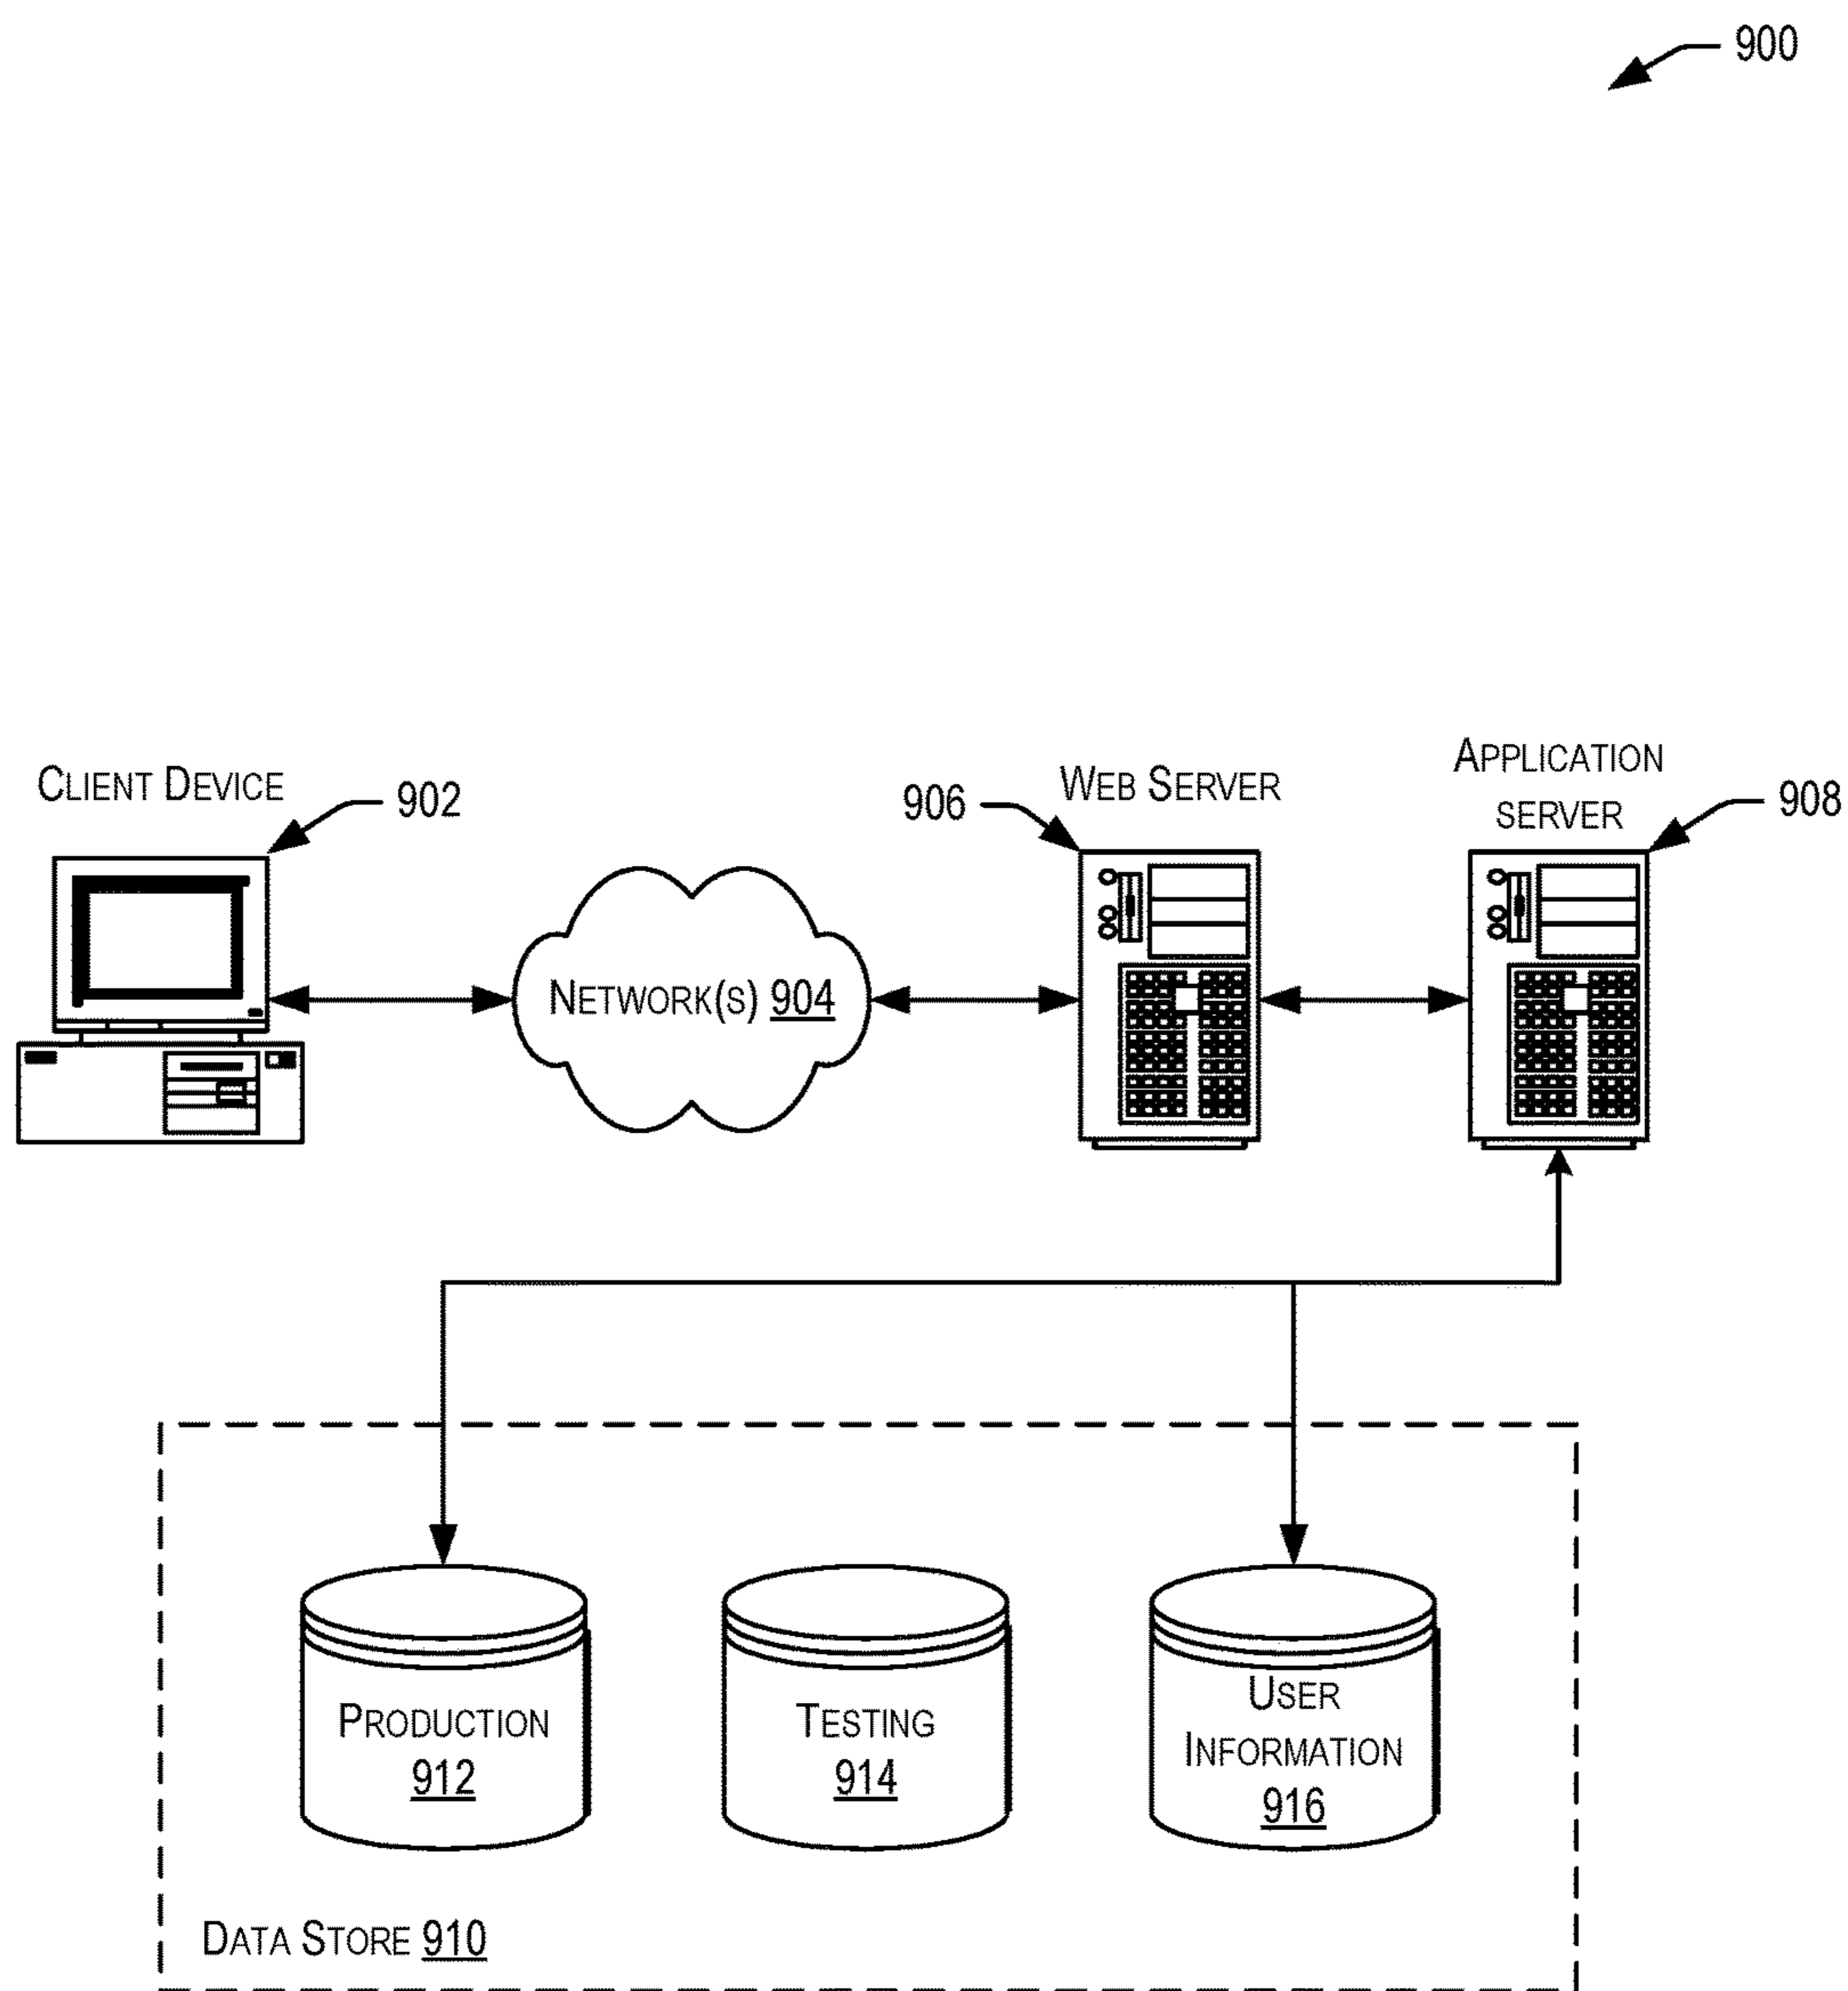 900
CLIENT DEVICE
902
906
WEB SERVER
APPLICATION
SERVER
908
NETWORK(S) 904
PRODUCTION
912
TESTING
914
USER
INFORMATION
916
DATA STORE 910